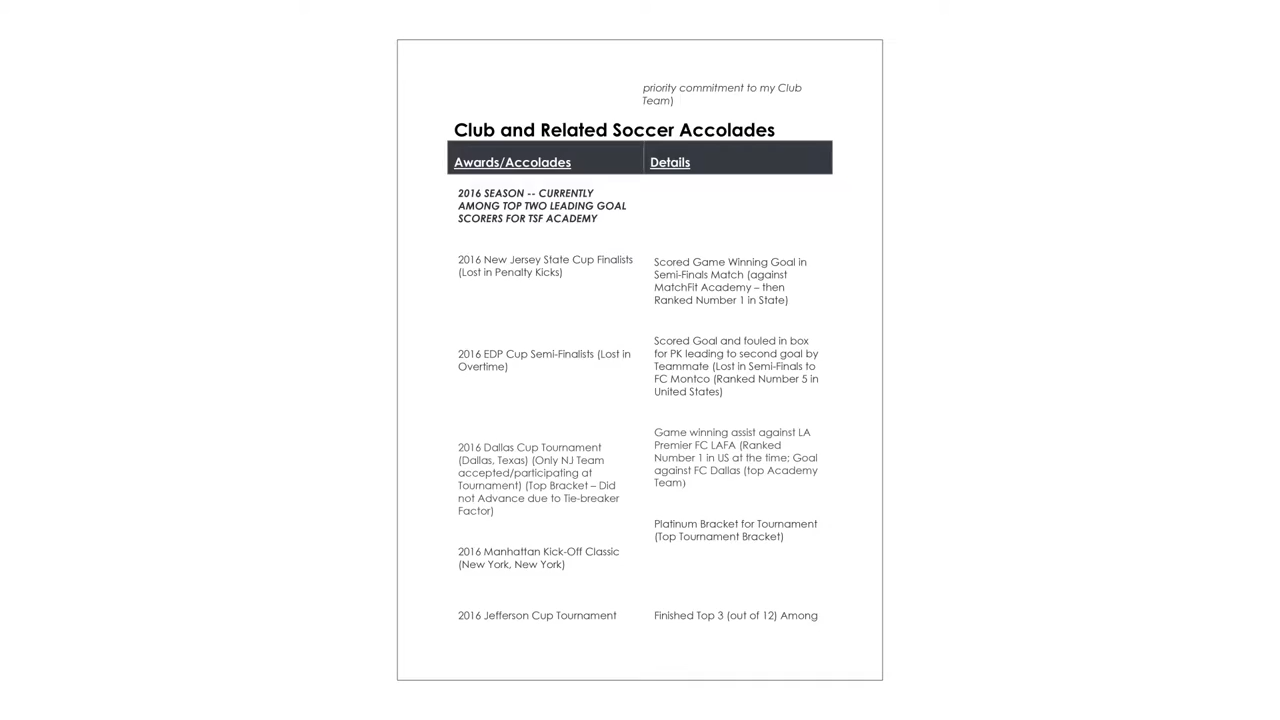 priority commitment to my Club
Team)
Club and Related Soccer Accolades
Awards/Accolades
Details
2016 SEASON -- CURRENTLY
AMONG TOP TWO LEADING GOAL
SCORERS FOR TSF ACADEMY
2016 New Jersey State Cup Finalists
(Lost in Penalty Kicks)
Scored Game Winning Goal in
Semi-Finals Match (against
MatchFit Academy – then
Ranked Number 1 in State)
2016 EDP Cup Semi-Finalists (Lost in
Overtime)
Scored Goal and fouled in box
for PK leading to second goal by
Teammate (Lost in Semi-Finals to
FC Montco (Ranked Number 5 in
United States)
2016 Dallas Cup Tournament
(Dallas, Texas) (Only NJ Team
accepted/participating at
Tournament) (Top Bracket – Did
not Advance due to Tie-breaker
Factor)
Game winning assist against LA
Premier FC LAFA (Ranked
Number 1 in US at the time; Goal
against FC Dallas (top Academy
Team)
2016 Manhattan Kick-Off Classic
(New York, New York)
Platinum Bracket for Tournament
(Top Tournament Bracket)
2016 Jefferson Cup Tournament
Finished Top 3 (out of 12) Among